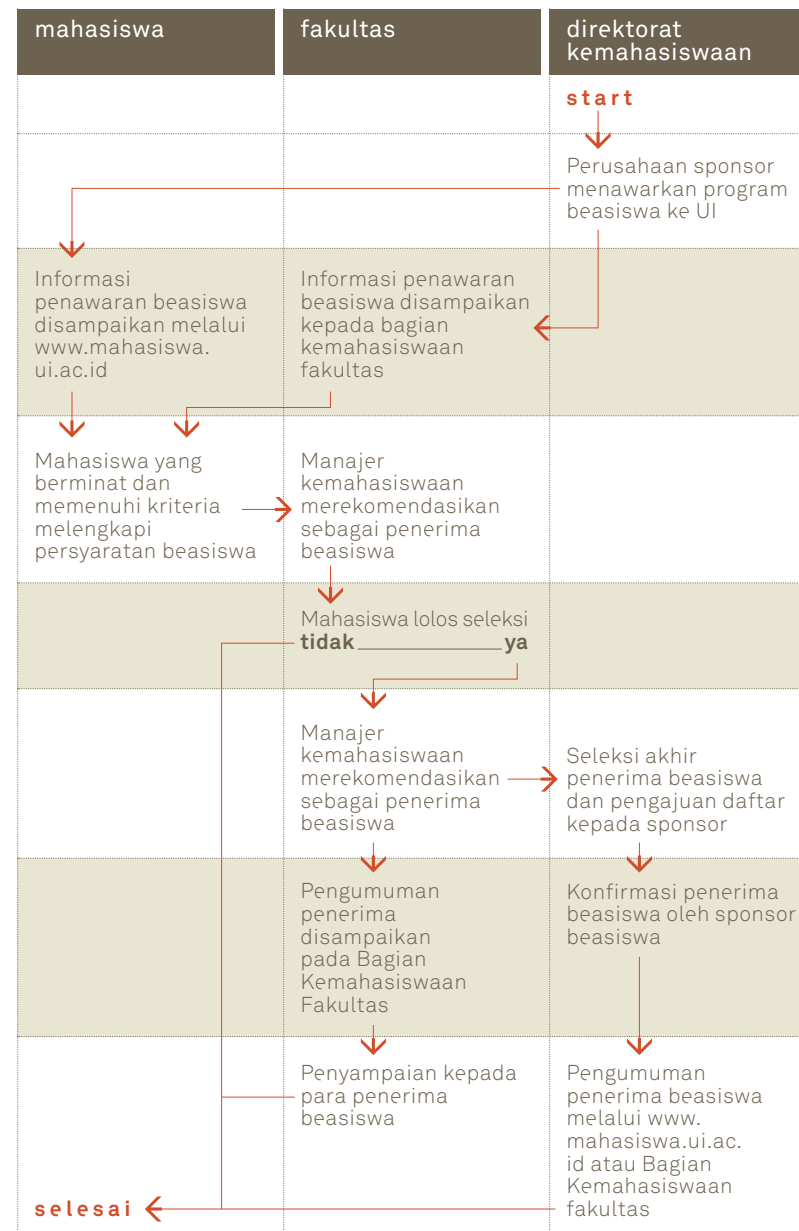 mahasiswa
fakultas
direktorat
kemahasiswaan
start
Perusahaan sponsor
menawarkan program
beasiswa ke UI
Informasi
penawaran beasiswa
disampaikan melalui
www.mahasiswa.
ui.ac.id
Informasi penawaran
beasiswa disampaikan
kepada bagian
kemahasiswaan
fakultas
Mahasiswa yang
berminat dan
memenuhi kriteria
melengkapi
persyaratan beasiswa
Manajer
kemahasiswaan
merekomendasikan
sebagai penerima
beasiswa
Mahasiswa lolos seleksi
tidak ya
Manajer
kemahasiswaan
merekomendasikan
sebagai penerima
beasiswa
Seleksi akhir
penerima beasiswa
dan pengajuan daftar
kepada sponsor
Pengumuman
penerima
disampaikan
pada Bagian
Kemahasiswaan
Fakultas
Konfirmasi penerima
beasiswa oleh sponsor
beasiswa
Penyampaian kepada
para penerima
beasiswa
Pengumuman
penerima beasiswa
melalui www.
mahasiswa.ui.ac.
id atau Bagian
Kemahasiswaan
fakultas
selesai